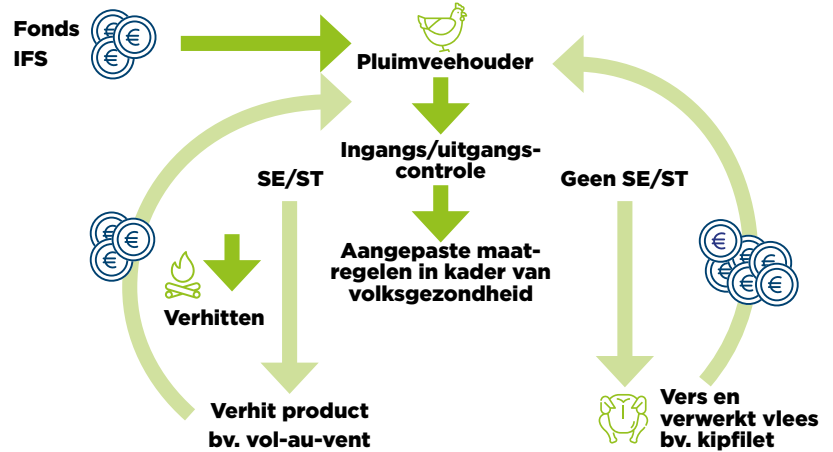 Fonds
IFS
Pluimveehouder
Ingangs/uitgangs-
controle
SE/ST
Geen SE/ST
Aangepaste maat-
regelen in kader van
volksgezondheid
Verhitten
Verhit product
bv. vol-au-vent
Vers en
verwerkt vlees
bv. kipfilet